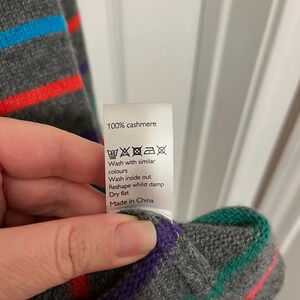 100% cashmere
Wash with similar
colours
Wash inside out
Reshape whilst damp
Dry flat
Made in China